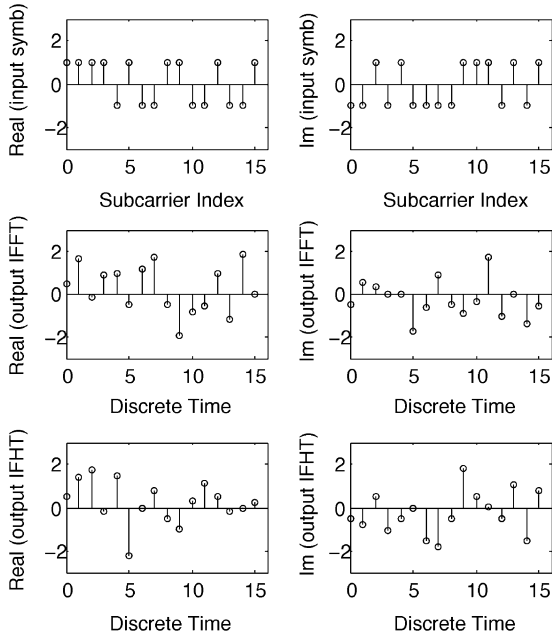 Real (input symb)
2
0
−2
0 5 10 15
Subcarrier Index
Im (input symb)
2
0
−2
0 5 10 15
Subcarrier Index
Real (output IFFT)
2
0
−2
0 5 10 15
Discrete Time
Im (output IFFT)
2
0
−2
0 5 10 15
Discrete Time
Real (output IFHT)
2
0
−2
0 5 10 15
Discrete Time
Im (output IFHT)
2
0
−2
0 5 10 15
Discrete Time